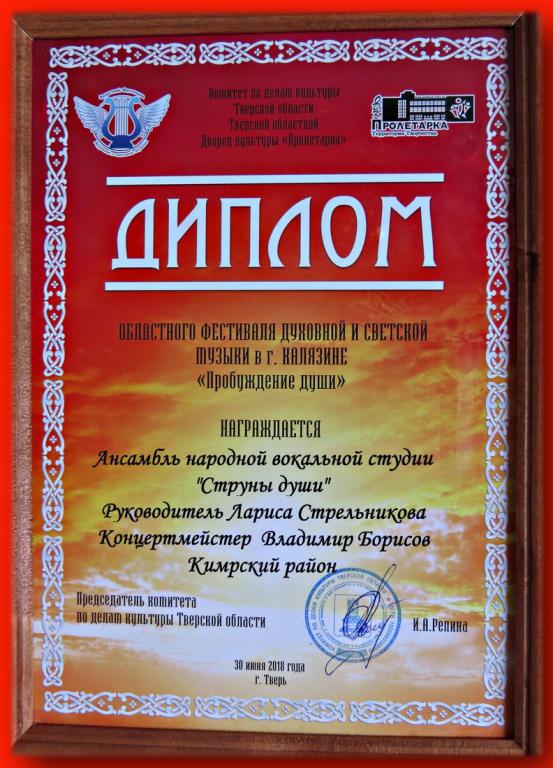 Комитет по делам культуры
Тверской области
Тверской областной
Дворец культуры «Пролетарка»
ПРОЛЕТАРКА
Территория Творчества
ДИПЛОМ
ОБЛАСТНОГО ФЕСТИВАЛЯ ДУХОВНОЙ И СВЕТСКОЙ
МУЗЫКИ в г. КАЛЯЗИНЕ
«Пробуждение души»
НАГРАЖДАЕТСЯ
Ансамбль народной вокальной студии
"Струны души"
Руководитель Лариса Стрельникова
Концертмейстер Владимир Борисов
Кимрский район
Председатель комитета
по делам культуры Тверской области
И.А.Репина
30 июня 2018 года
г. Тверь